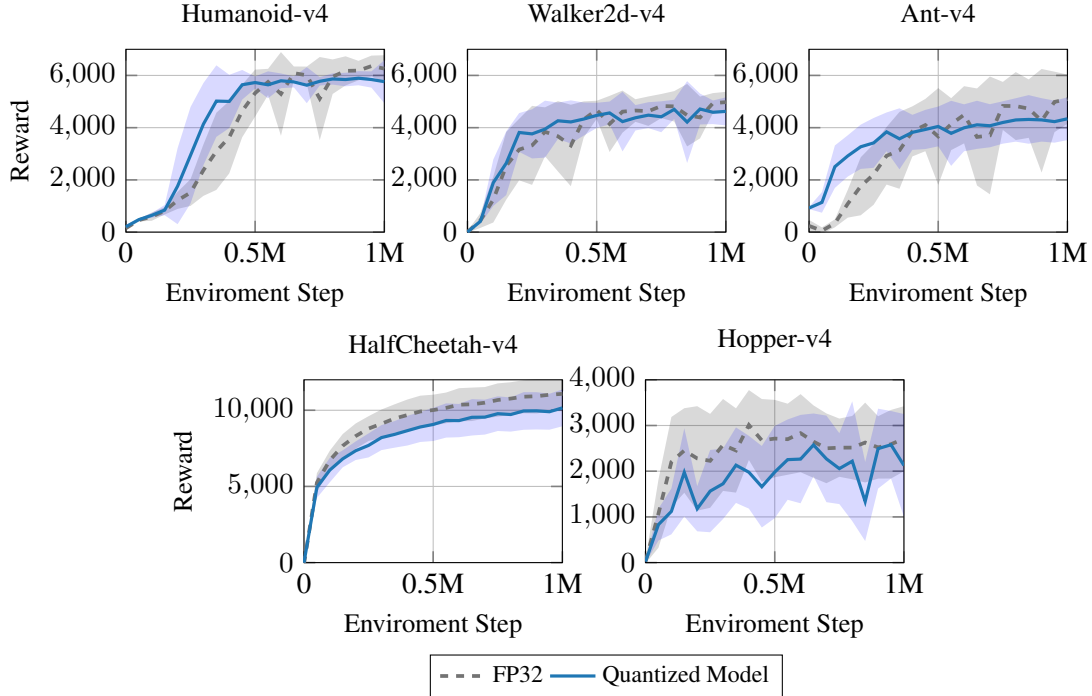 Humanoid-v4
Walker2d-v4
Ant-v4
Reward
6,000
4,000
2,000
0
0
0.5M
1M
Enviroment Step
6,000
4,000
2,000
0
0
0.5M
1M
Enviroment Step
6,000
4,000
2,000
0
0
0.5M
1M
Enviroment Step
HalfCheetah-v4
Hopper-v4
Reward
10,000
5,000
0
0
0.5M
1M
Enviroment Step
4,000
3,000
2,000
1,000
0
0
0.5M
1M
Enviroment Step
FP32
Quantized Model